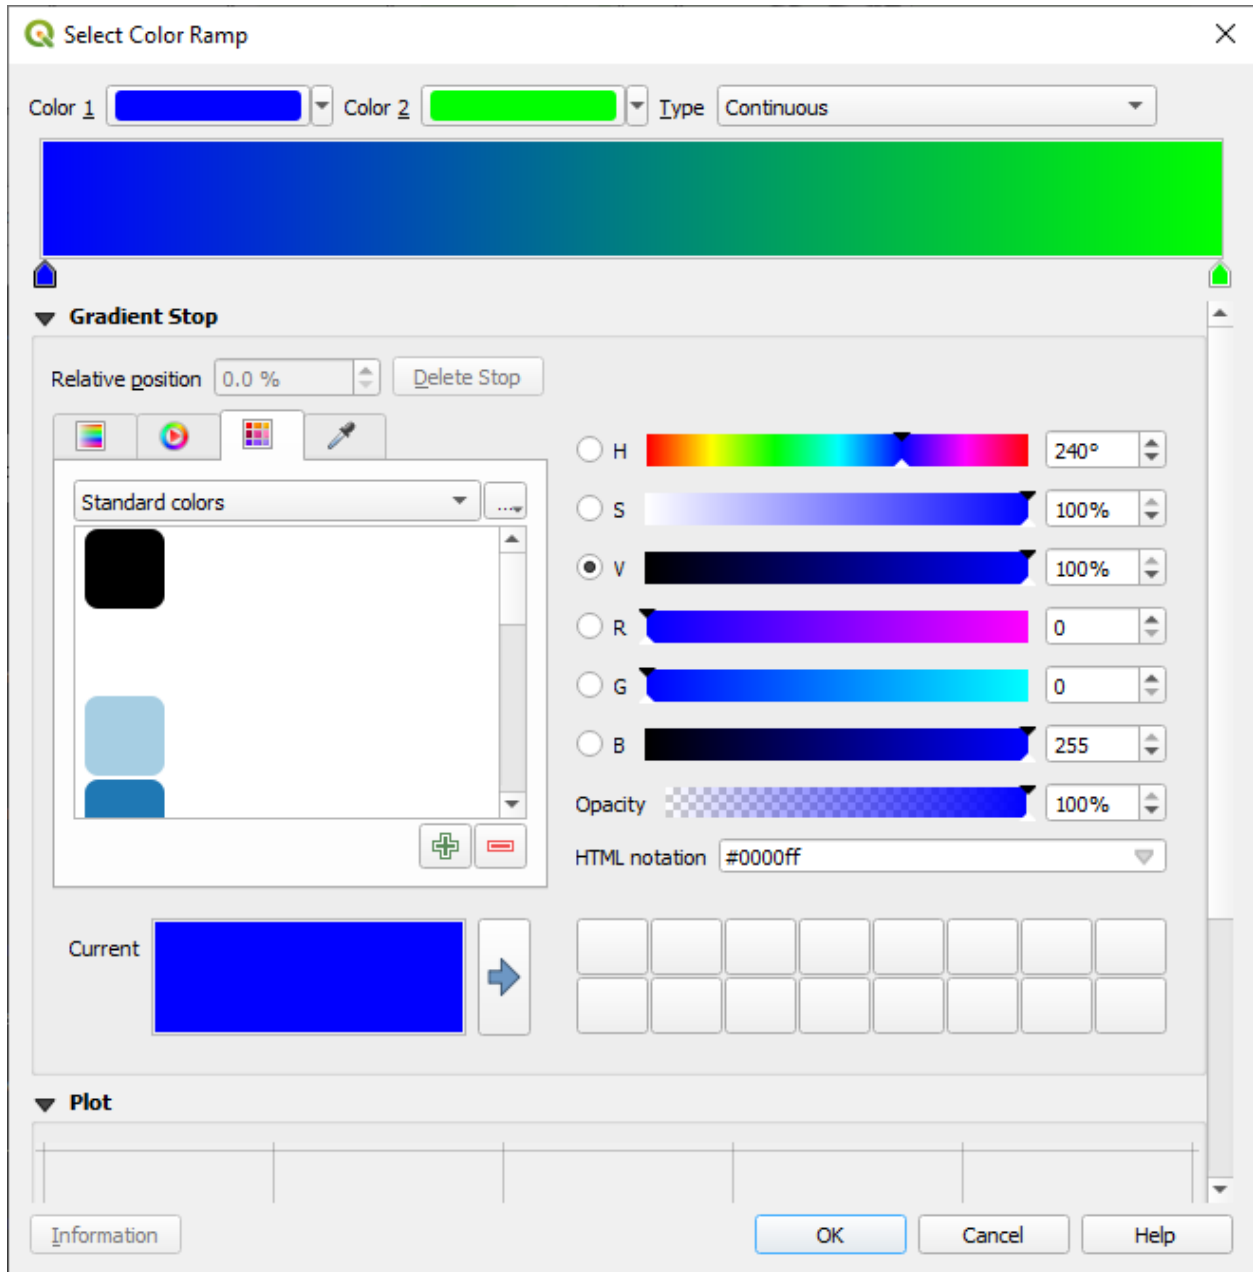 Select Color Ramp
Color 1 Color 2 Type Continuous
Gradient Stop
Relative position 0.0 % Delete Stop
H 240°
Standard colors ...
S 100%
V 100%
R 0
G 0
B 255
Opacity 100%
HTML notation #0000ff
Current
Plot
Information OK Cancel Help